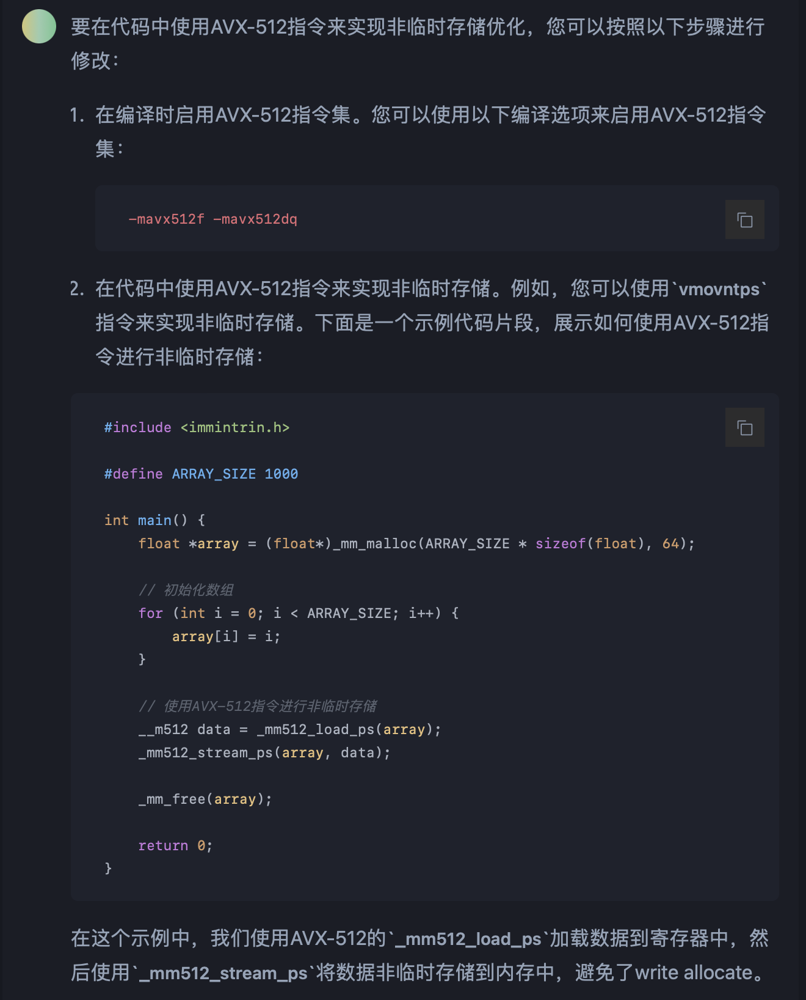 要在代码中使用AVX-512指令来实现非临时存储优化，您可以按照以下步骤进行
修改：
1. 在编译时启用AVX-512指令集。您可以使用以下编译选项来启用AVX-512指令
集：
-mavx512f -mavx512dq
2. 在代码中使用AVX-512指令来实现非临时存储。例如，您可以使用`vmovntps`
指令来实现非临时存储。下面是一个示例代码片段，展示如何使用AVX-512指
令进行非临时存储：
#include <immintrin.h>
#define ARRAY_SIZE 1000
int main() {
    float *array = (float*)_mm_malloc(ARRAY_SIZE * sizeof(float), 64);
    // 初始化数组
    for (int i = 0; i < ARRAY_SIZE; i++) {
        array[i] = i;
    }
    // 使用AVX-512指令进行非临时存储
    __m512 data = _mm512_load_ps(array);
    _mm512_stream_ps(array, data);
    _mm_free(array);
    return 0;
}
在这个示例中，我们使用AVX-512的`_mm512_load_ps`加载数据到寄存器中，然
后使用`_mm512_stream_ps`将数据非临时存储到内存中，避免了write allocate。